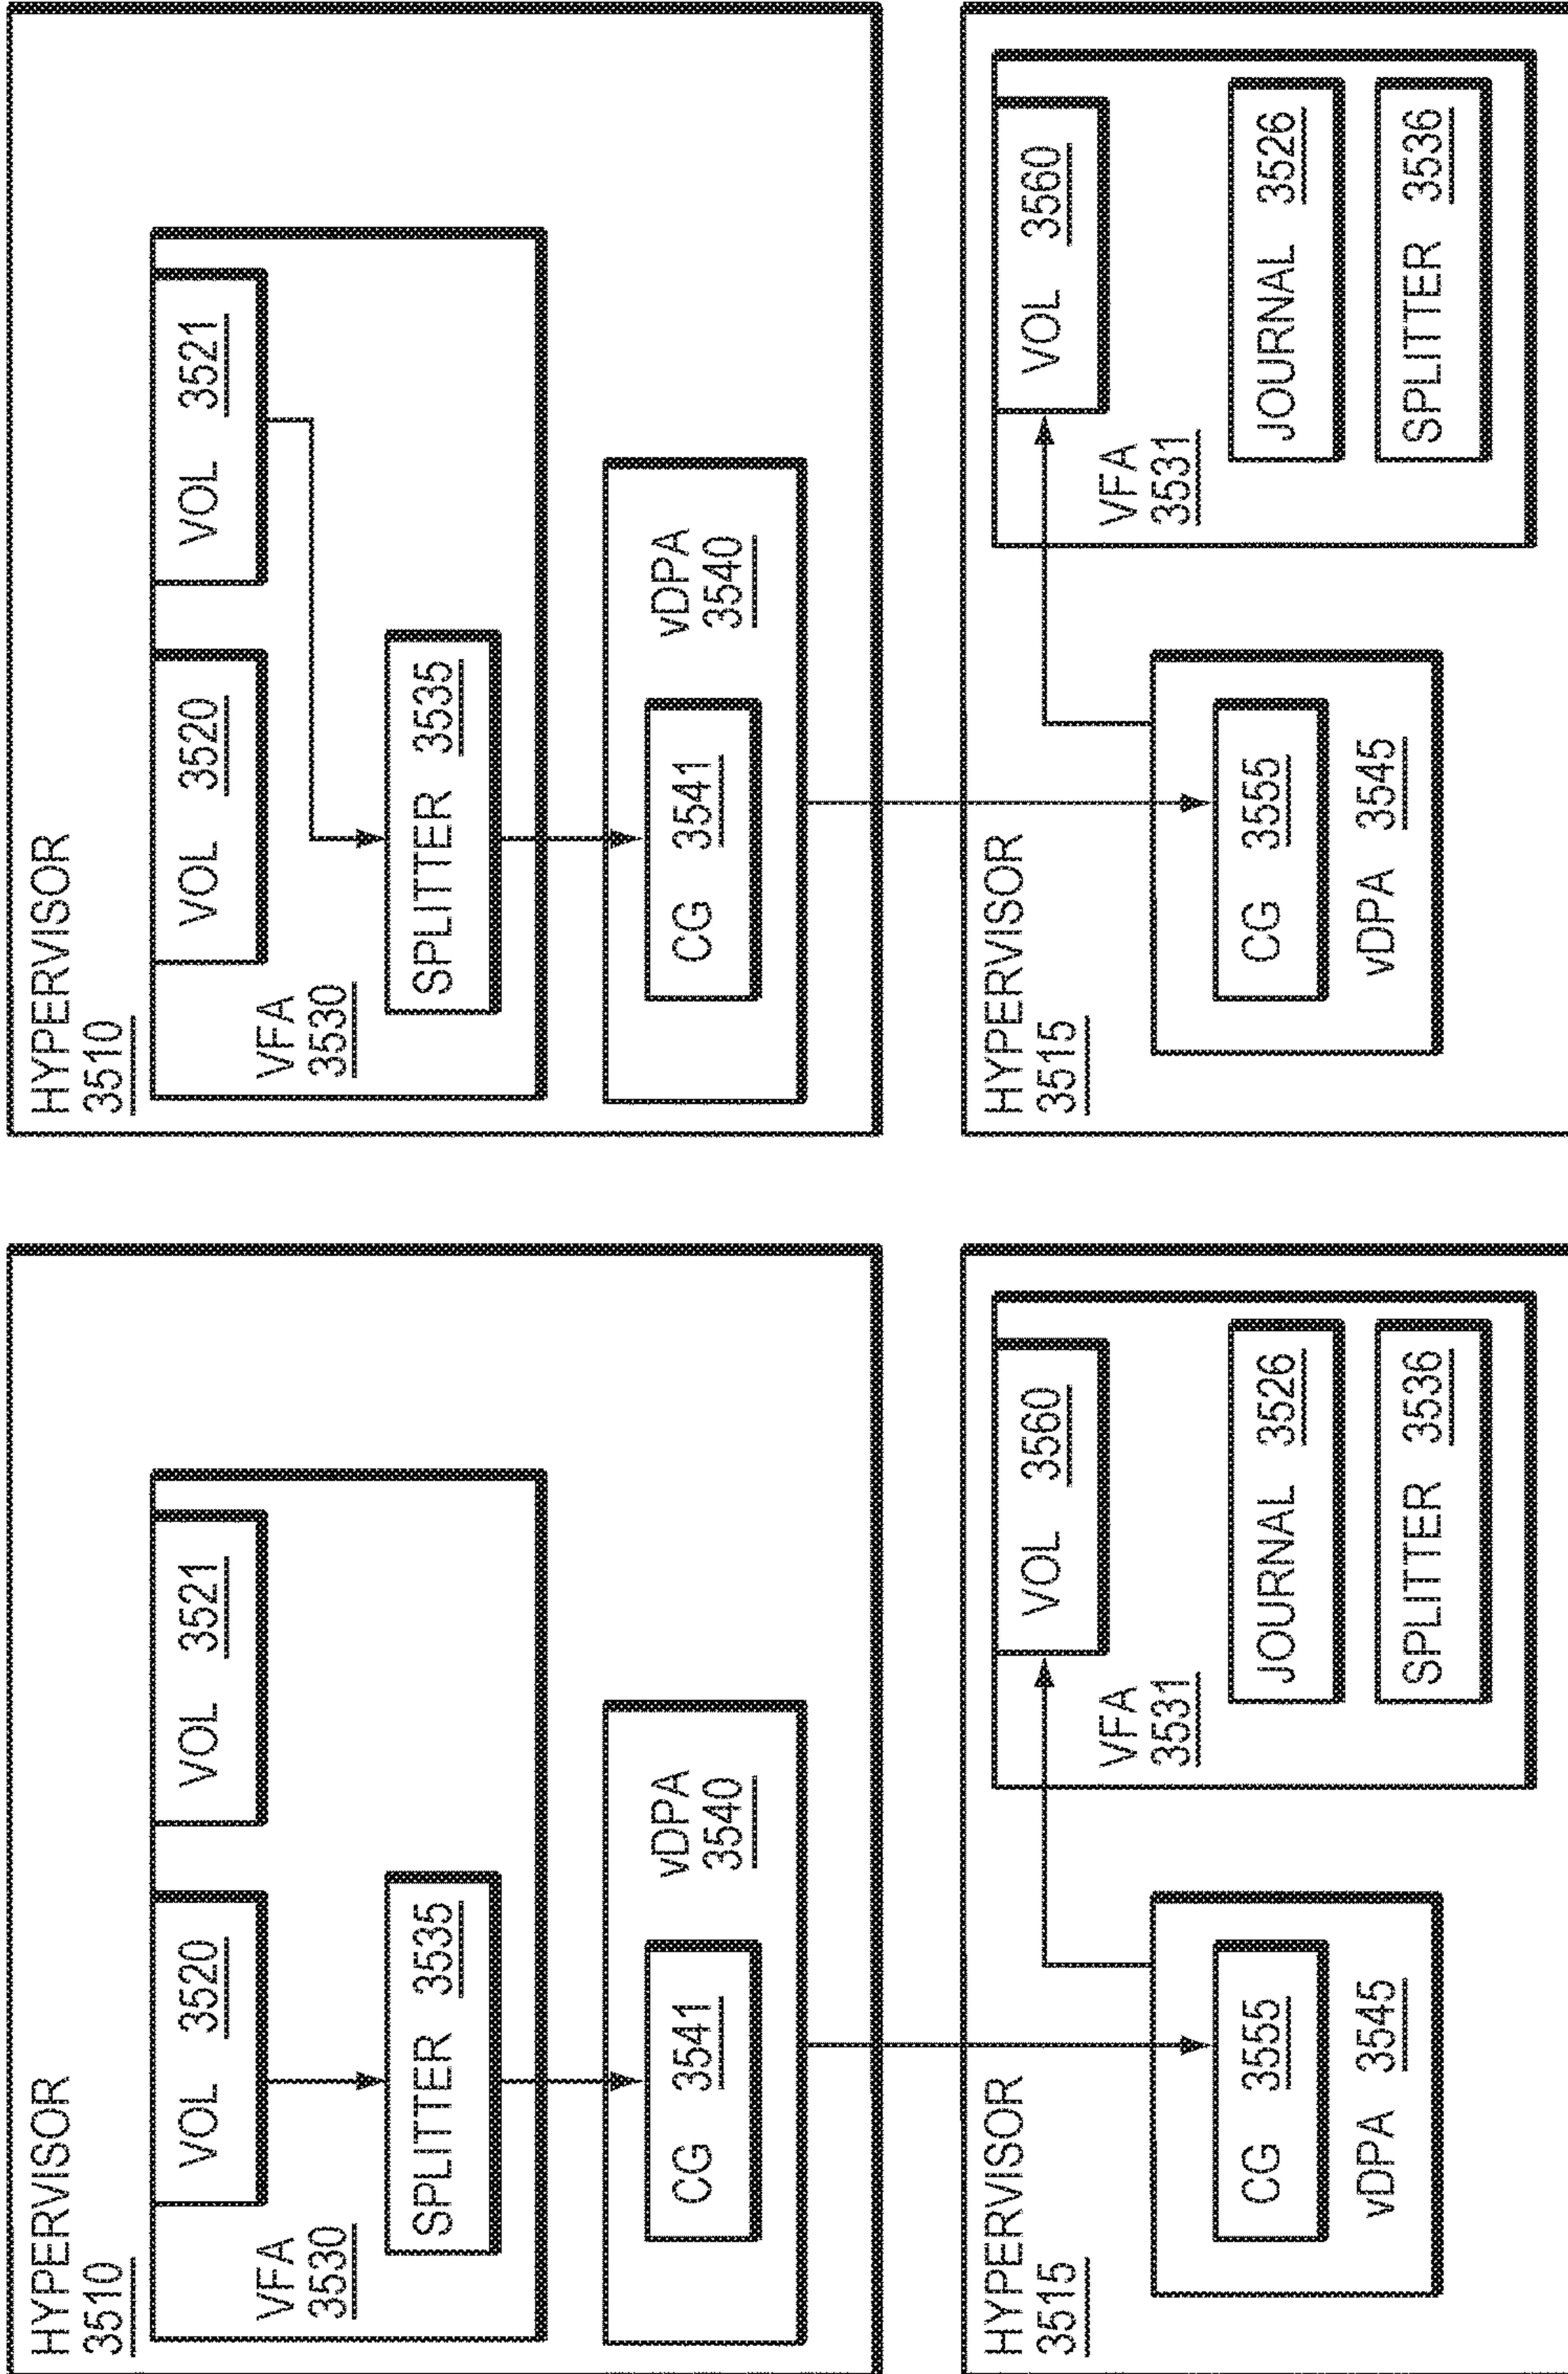 HYPERVISOR
3510
VOL 3520
VOL 3521
VFA
3530
SPLITTER 3535
CG 3541
vDPA
3540
HYPERVISOR
3515
CG 3555
vDPA 3545
VOL 3560
VFA
3531
JOURNAL 3526
SPLITTER 3536
HYPERVISOR
3510
VOL 3520
VOL 3521
VFA
3530
SPLITTER 3535
CG 3541
vDPA
3540
HYPERVISOR
3515
CG 3555
vDPA 3545
VOL 3560
VFA
3531
JOURNAL 3526
SPLITTER 3536